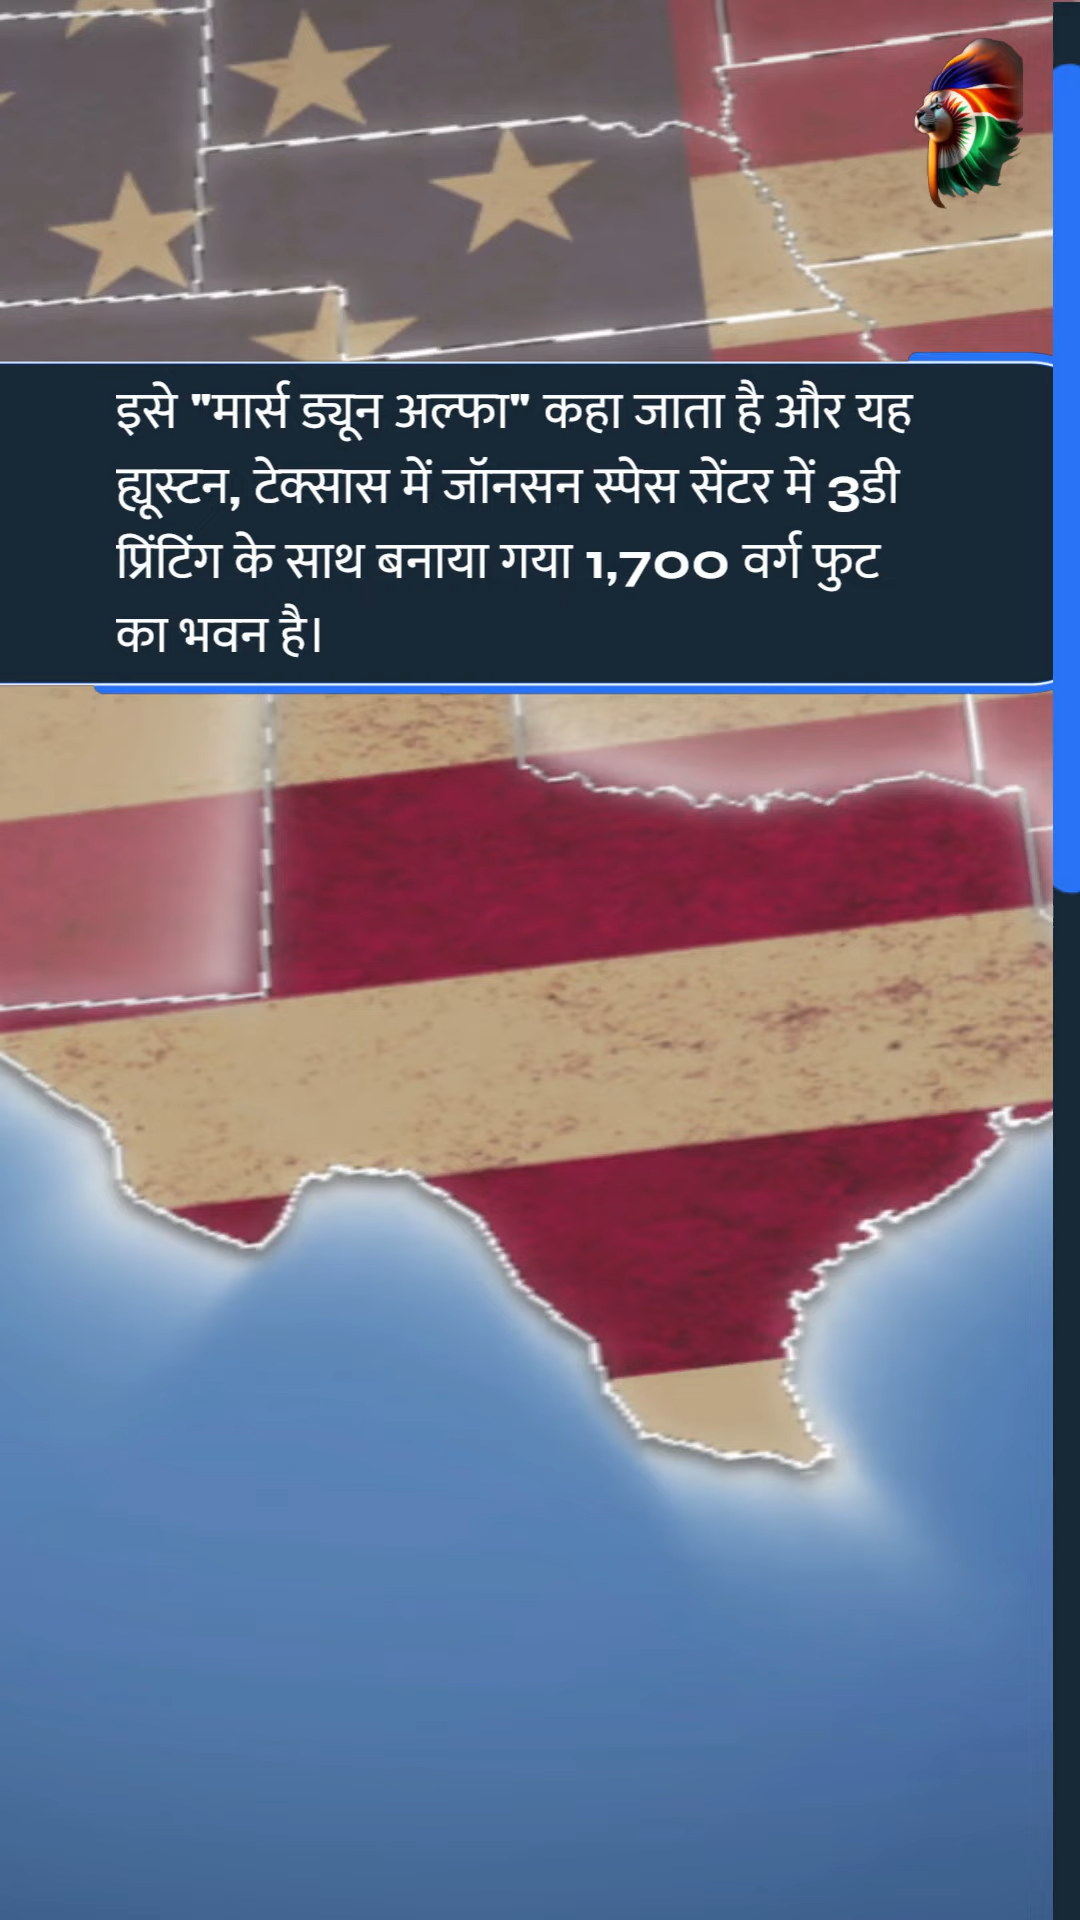 इसे "मार्स ड्यून अल्फा" कहा जाता है और यह
ह्यूस्टन, टेक्सास में जॉनसन स्पेस सेंटर में 3डी
प्रिंटिंग के साथ बनाया गया 1,700 वर्ग फुट
का भवन है।